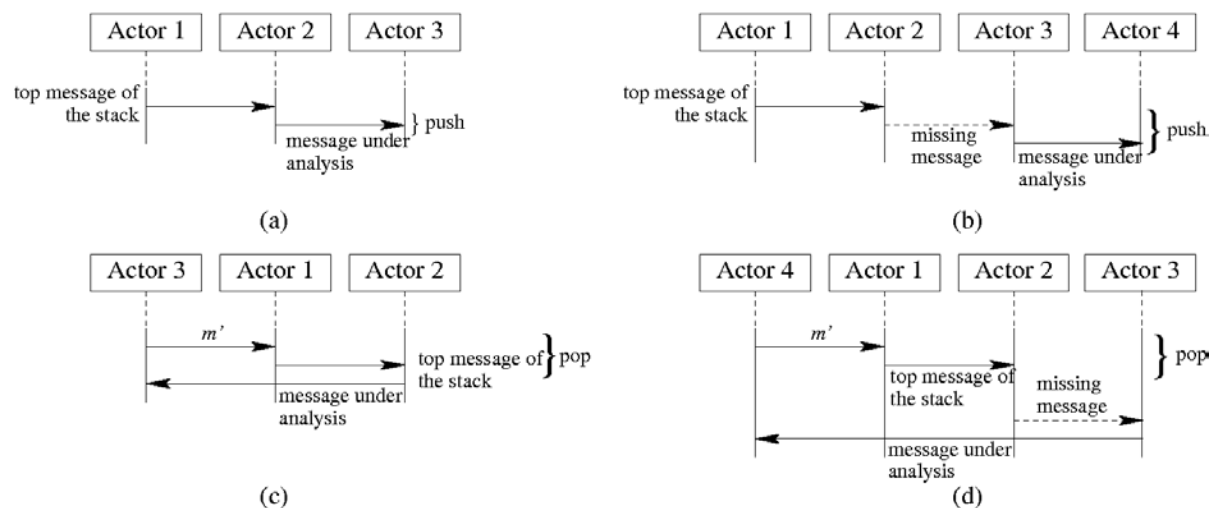 Actor 1 Actor 2 Actor 3
top message of
the stack
} push
message under
analysis
(a)
Actor 1 Actor 2 Actor 3 Actor 4
top message of
the stack
missing
message
} push
message under
analysis
(b)
Actor 3 Actor 1 Actor 2
m'
top message of
the stack
} pop
message under
analysis
(c)
Actor 4 Actor 1 Actor 2 Actor 3
m'
} pop
top message of
the stack
missing
message
message under
analysis
(d)